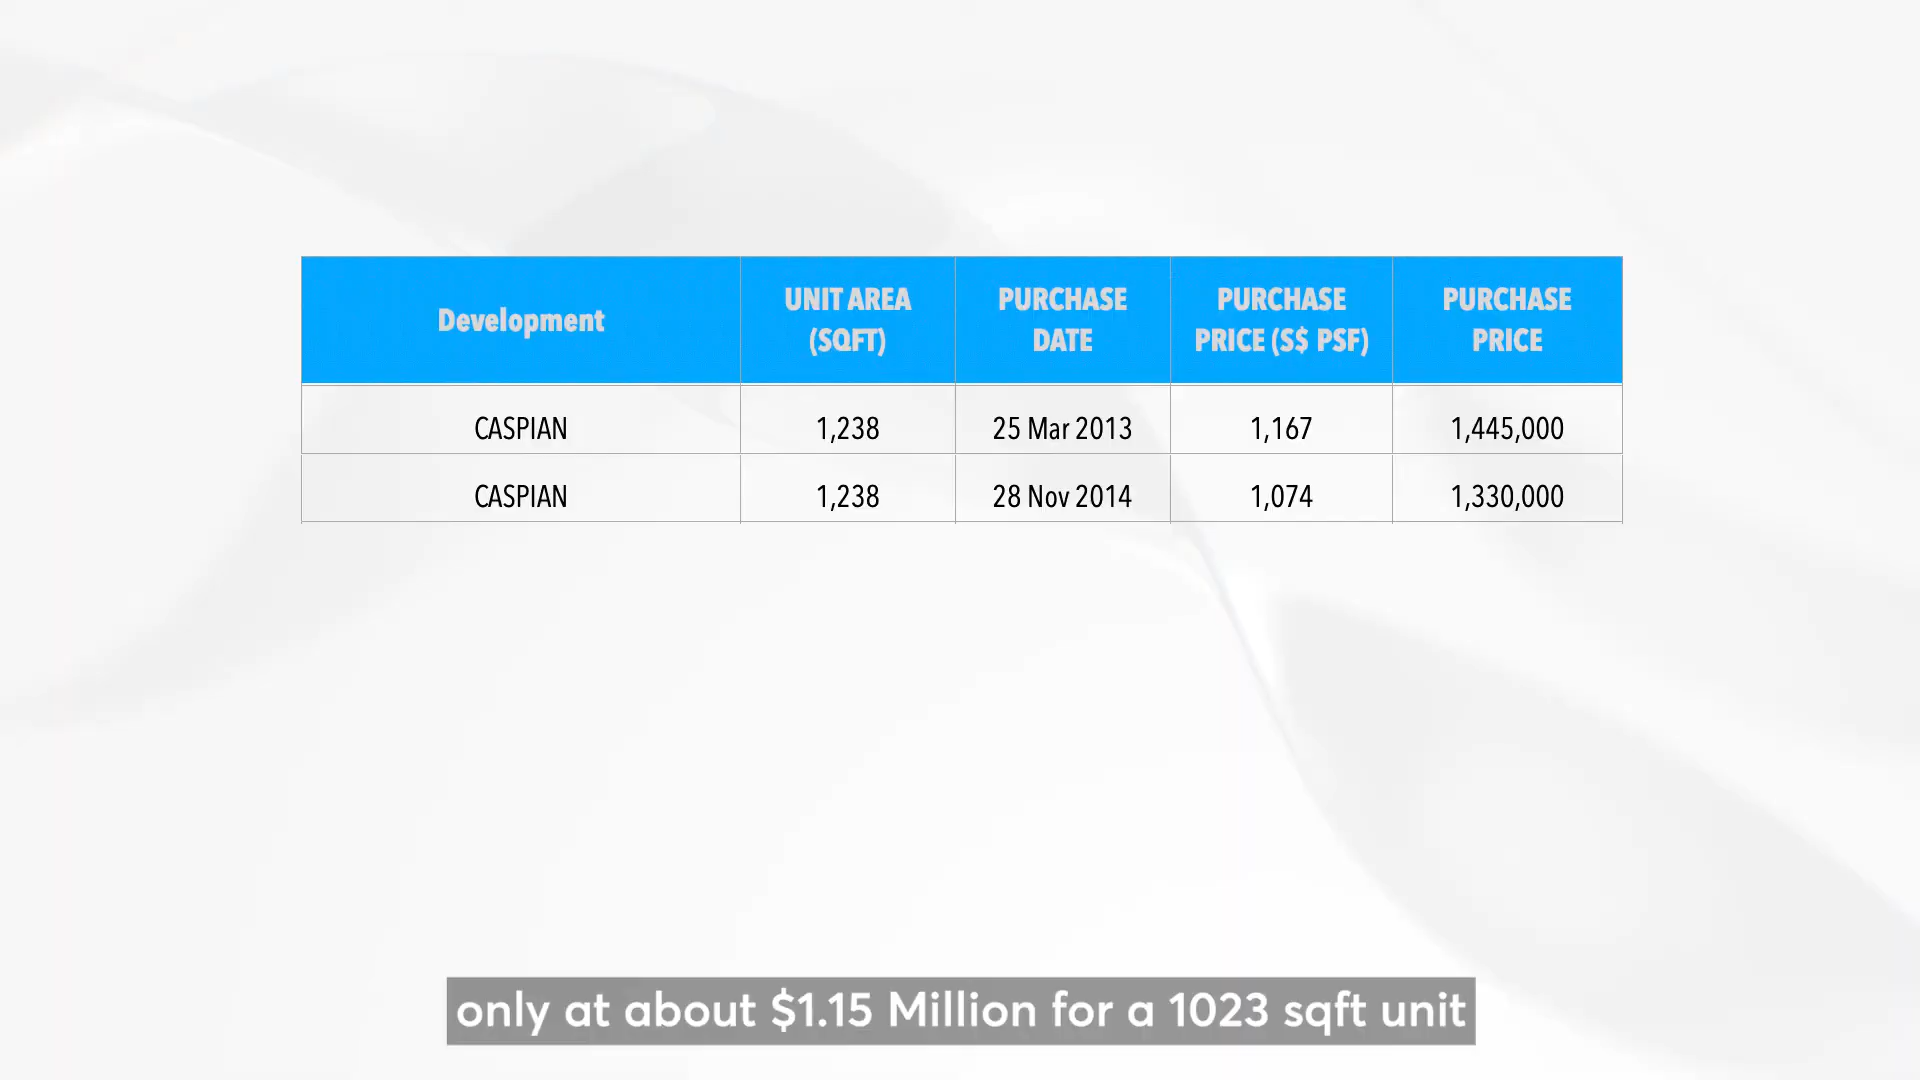 Development
UNIT AREA
(SQFT)
PURCHASE
DATE
PURCHASE
PRICE (S$ PSF)
PURCHASE
PRICE
CASPIAN 1,238 25 Mar 2013 1,167 1,445,000
CASPIAN 1,238 28 Nov 2014 1,074 1,330,000
only at about $1.15 Million for a 1023 sqft unit